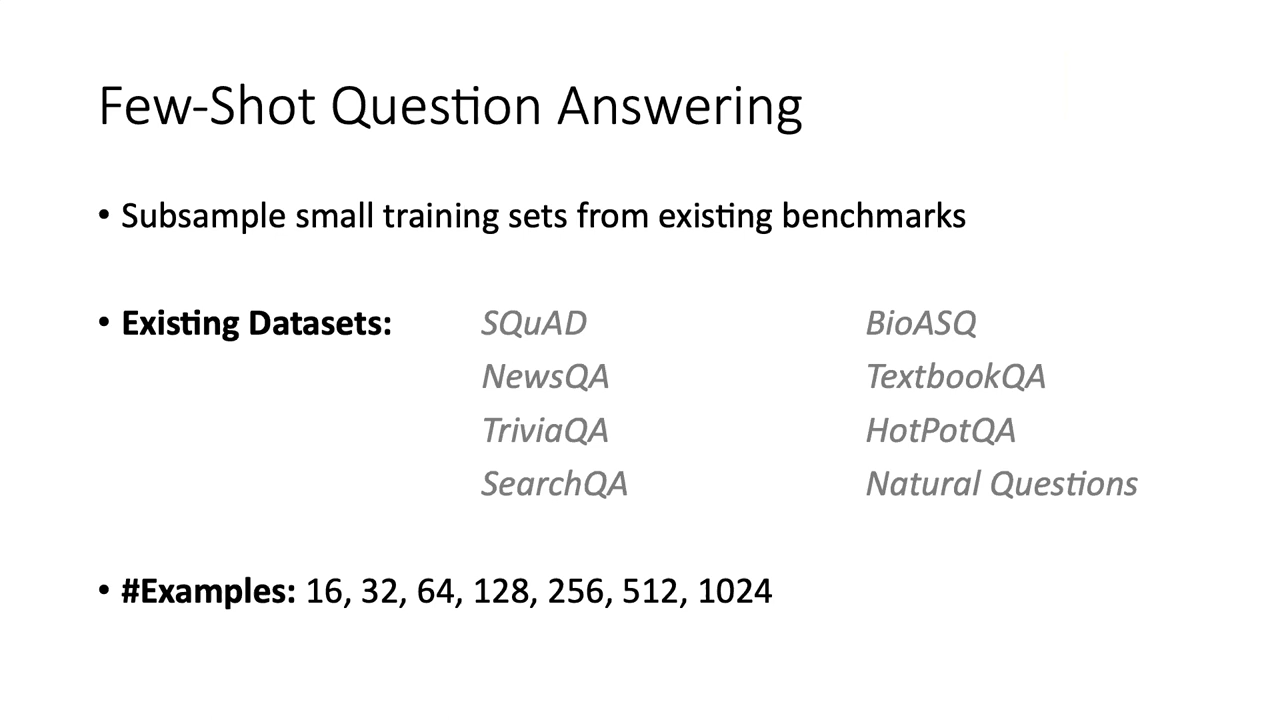 Few-Shot Question Answering
• Subsample small training sets from existing benchmarks
• Existing Datasets: SQuAD BioASQ
NewsQA TextbookQA
TriviaQA HotPotQA
SearchQA Natural Questions
• #Examples: 16, 32, 64, 128, 256, 512, 1024